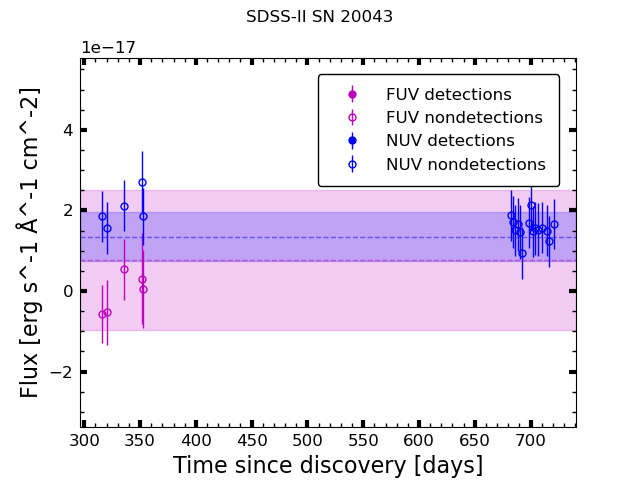 SDSS-II SN 20043
1e−17
FUV detections
FUV nondetections
NUV detections
NUV nondetections
4
2
0
−2
Flux [erg s^-1 Å^-1 cm^-2]
300 350 400 450 500 550 600 650 700
Time since discovery [days]